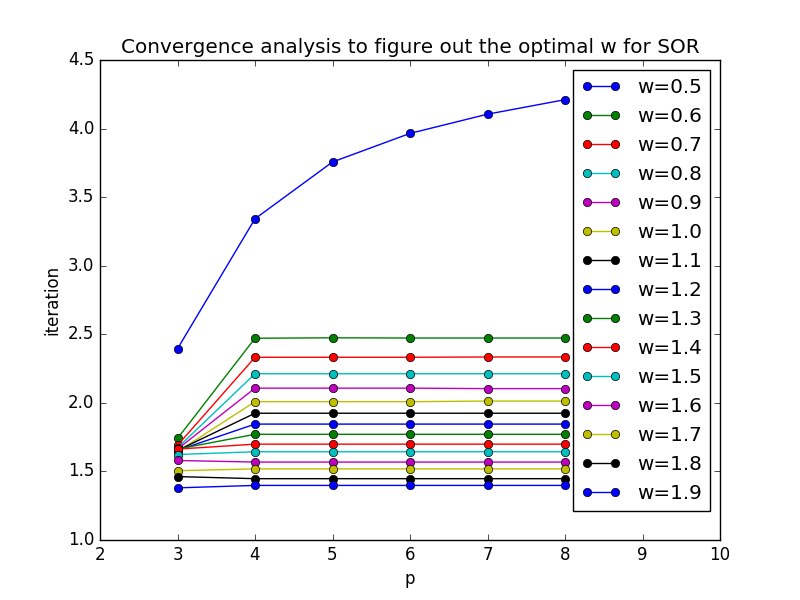 Convergence analysis to figure out the optimal w for SOR
4.5
4.0
3.5
3.0
2.5
2.0
1.5
1.0
iteration
2 3 4 5 6 7 8 9 10
p
w=0.5
w=0.6
w=0.7
w=0.8
w=0.9
w=1.0
w=1.1
w=1.2
w=1.3
w=1.4
w=1.5
w=1.6
w=1.7
w=1.8
w=1.9